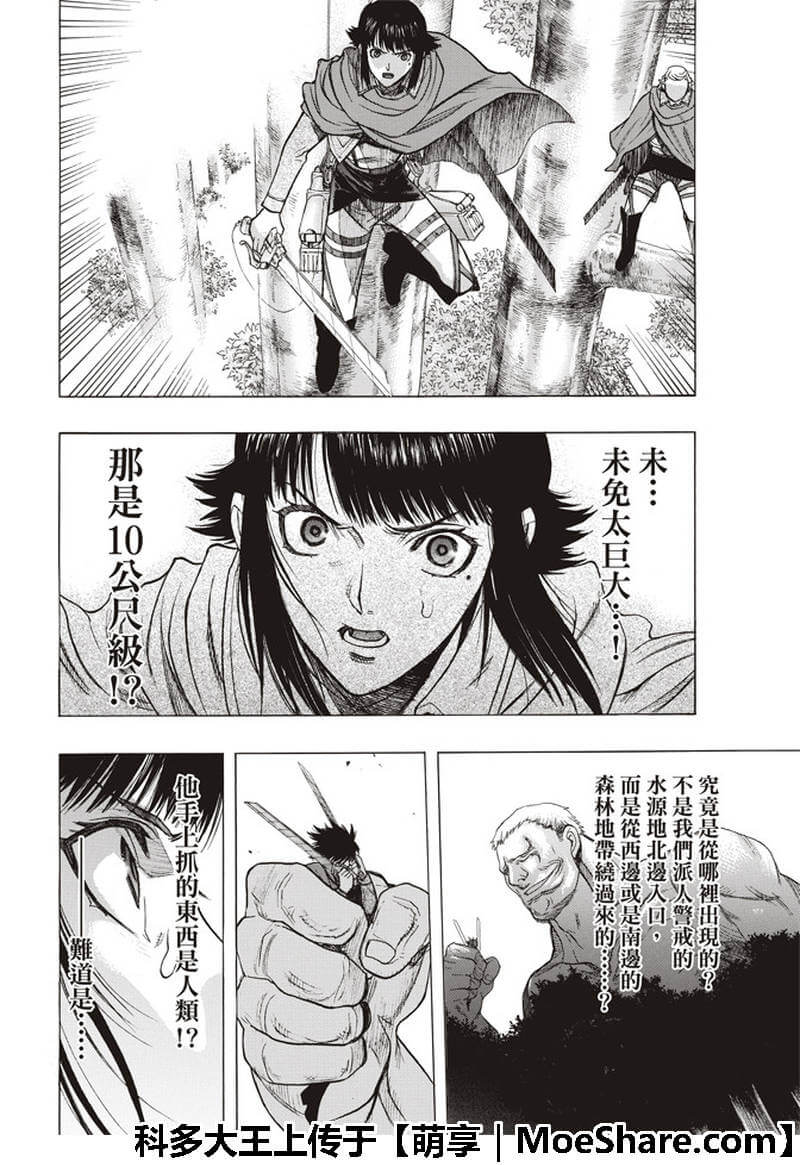 未…
未免太巨大…！
那是10公尺級!?
究竟是從哪裡出現的?
不是我們派人警戒的
水源地北邊入口，
而是從西邊或是南邊的
森林地帶繞過來的……?
他手上抓的東西是人類!?
——難道是……
科多大王上传于【萌享｜MoeShare.com】